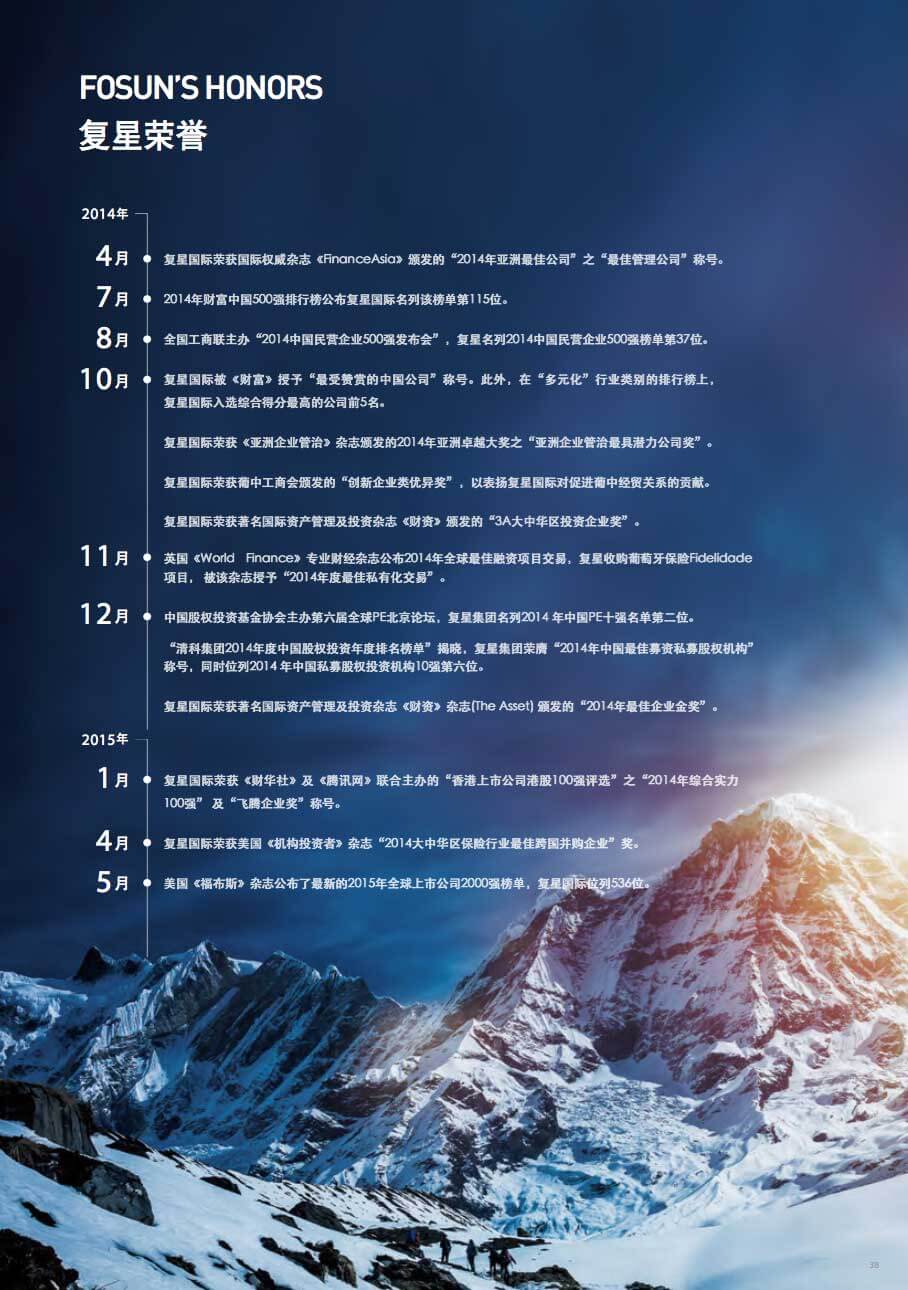 FOSUN'S HONORS
复星荣誉
2014年
4月 复星国际荣获国际权威杂志《FinanceAsia》颁发的“2014年亚洲最佳公司”之“最佳管理公司”称号。
7月 2014年财富中国500强排行榜公布复星国际名列该榜单第115位。
8月 全国工商联主办“2014中国民营企业500强发布会”，复星名列2014中国民营企业500强榜单第37位。
10月 复星国际被《财富》授予“最受赞赏的中国公司”称号。此外，在“多元化”行业类别的排行榜上，
复星国际入选综合得分最高的公司前5名。
复星国际荣获《亚洲企业管治》杂志颁发的2014年亚洲卓越大奖之“亚洲企业管治最具潜力公司奖”。
复星国际荣获葡中工商会颁发的“创新企业类优异奖”，以表扬复星国际对促进葡中经贸关系的贡献。
复星国际荣获著名国际资产管理及投资杂志《财资》颁发的“3A大中华区投资企业奖”。
11月 英国《World Finance》专业财经杂志公布2014年全球最佳融资项目交易，复星收购葡萄牙保险Fidelidade
项目，被该杂志授予“2014年度最佳私有化交易”。
12月 中国股权投资基金协会主办第六届全球PE北京论坛，复星集团名列2014 年中国PE十强名单第二位。
“清科集团2014年度中国股权投资年度排名榜单”揭晓，复星集团荣膺“2014年中国最佳募资私募股权机构”
称号，同时位列2014 年中国私募股权投资机构10强第六位。
复星国际荣获著名国际资产管理及投资杂志《财资》杂志(The Asset) 颁发的“2014年最佳企业金奖”。
2015年
1月 复星国际荣获《财华社》及《腾讯网》联合主办的“香港上市公司港股100强评选”之“2014年综合实力
100强” 及“飞腾企业奖”称号。
4月 复星国际荣获美国《机构投资者》杂志“2014大中华区保险行业最佳跨国并购企业”奖。
5月 美国《福布斯》杂志公布了最新的2015年全球上市公司2000强榜单，复星国际位列536位。
38